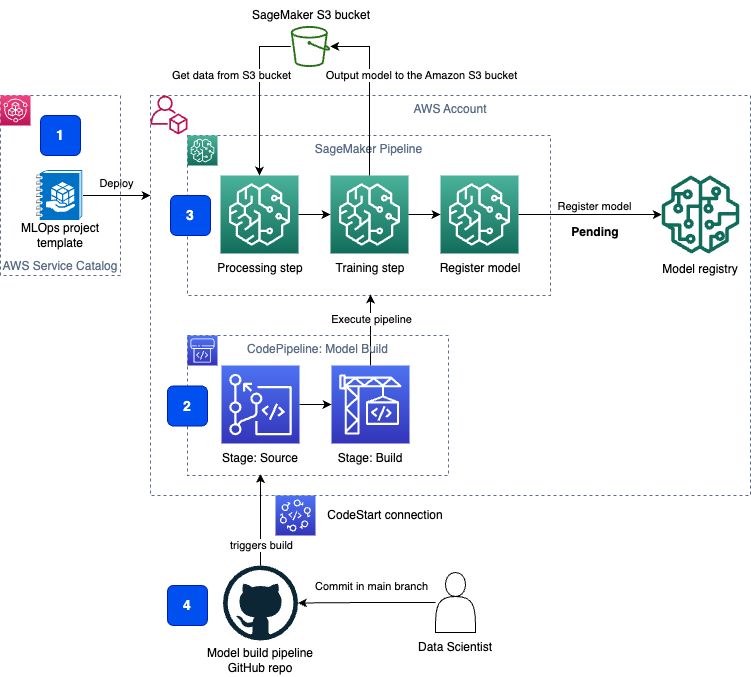 SageMaker S3 bucket
Get data from S3 bucket
Output model to the Amazon S3 bucket
AWS Account
1
SageMaker Pipeline
Deploy
MLOps project
template
AWS Service Catalog
3
Processing step
Training step
Register model
Register model
Pending
Model registry
Execute pipeline
CodePipeline: Model Build
2
Stage: Source
Stage: Build
CodeStart connection
triggers build
4
Commit in main branch
Model build pipeline
GitHub repo
Data Scientist